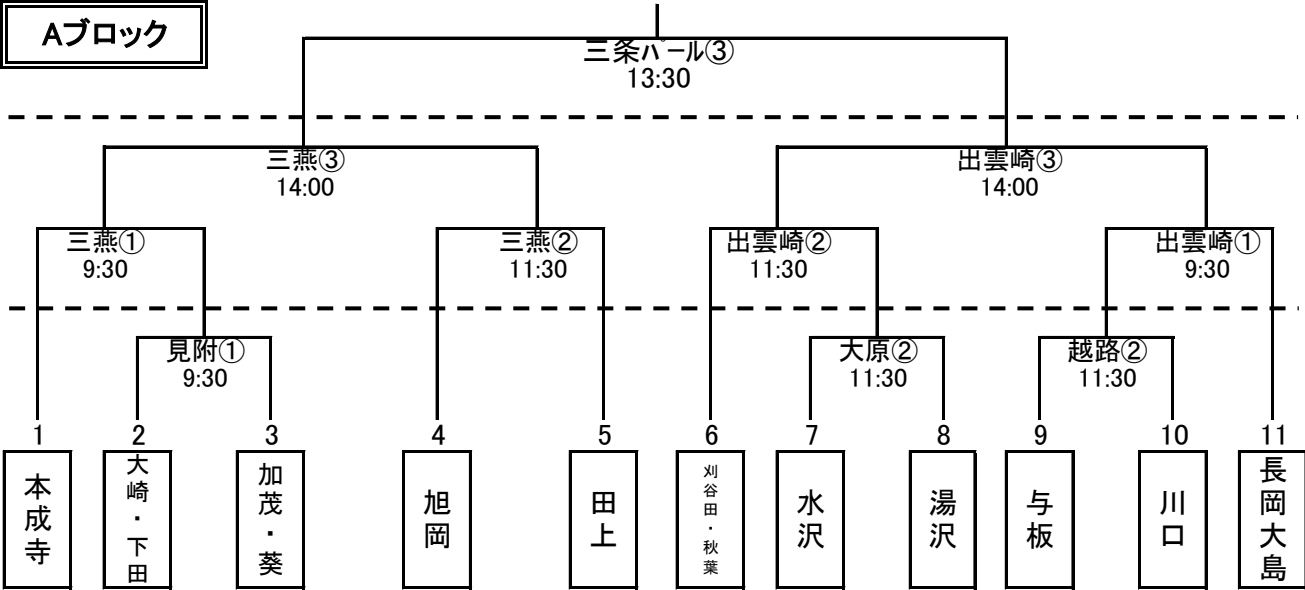 Aブロック
三条パール③
13:30
三燕③
14:00
出雲崎③
14:00
三燕①
9:30
三燕②
11:30
出雲崎②
11:30
出雲崎①
9:30
見附①
9:30
大原②
11:30
越路②
11:30
1
2
3
4
5
6
7
8
9
10
11
本成寺
大崎・下田
加茂・葵
旭岡
田上
刈谷田・秋葉
水沢
湯沢
与板
川口
長岡大島